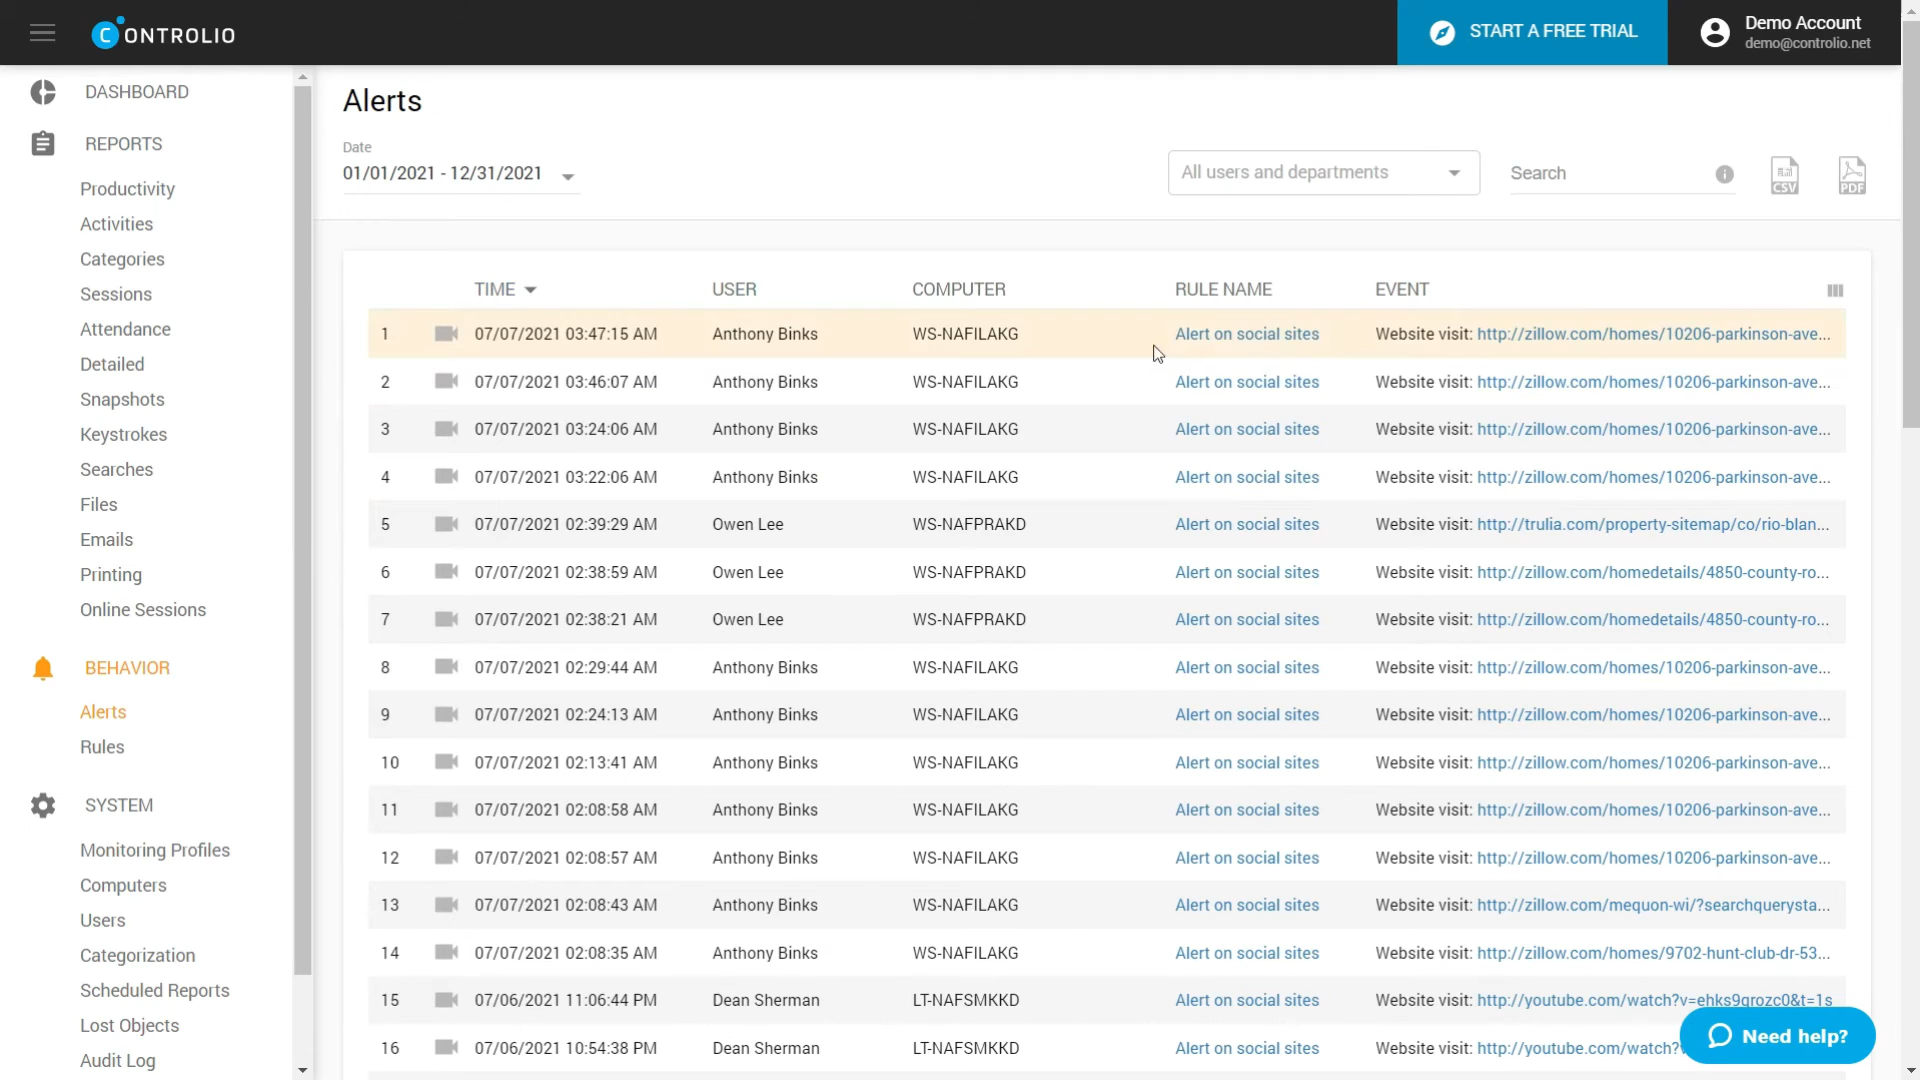 CONTROLIO
START A FREE TRIAL
Demo Account
demo@controlio.net
DASHBOARD
REPORTS
Productivity
Activities
Categories
Sessions
Attendance
Detailed
Snapshots
Keystrokes
Searches
Files
Emails
Printing
Online Sessions
BEHAVIOR
Alerts
Rules
SYSTEM
Monitoring Profiles
Computers
Users
Categorization
Scheduled Reports
Lost Objects
Audit Log
Alerts
Date
01/01/2021 - 12/31/2021
All users and departments
Search
CSV
PDF
TIME USER COMPUTER RULE NAME EVENT
1 07/07/2021 03:47:15 AM Anthony Binks WS-NAFILAKG Alert on social sites Website visit: http://zillow.com/homes/10206-parkinson-ave...
2 07/07/2021 03:46:07 AM Anthony Binks WS-NAFILAKG Alert on social sites Website visit: http://zillow.com/homes/10206-parkinson-ave...
3 07/07/2021 03:24:06 AM Anthony Binks WS-NAFILAKG Alert on social sites Website visit: http://zillow.com/homes/10206-parkinson-ave...
4 07/07/2021 03:22:06 AM Anthony Binks WS-NAFILAKG Alert on social sites Website visit: http://zillow.com/homes/10206-parkinson-ave...
5 07/07/2021 02:39:29 AM Owen Lee WS-NAFPRAKD Alert on social sites Website visit: http://trulia.com/property-sitemap/co/rio-blan...
6 07/07/2021 02:38:59 AM Owen Lee WS-NAFPRAKD Alert on social sites Website visit: http://zillow.com/homedetails/4850-county-ro...
7 07/07/2021 02:38:21 AM Owen Lee WS-NAFPRAKD Alert on social sites Website visit: http://zillow.com/homedetails/4850-county-ro...
8 07/07/2021 02:29:44 AM Anthony Binks WS-NAFILAKG Alert on social sites Website visit: http://zillow.com/homes/10206-parkinson-ave...
9 07/07/2021 02:24:13 AM Anthony Binks WS-NAFILAKG Alert on social sites Website visit: http://zillow.com/homes/10206-parkinson-ave...
10 07/07/2021 02:13:41 AM Anthony Binks WS-NAFILAKG Alert on social sites Website visit: http://zillow.com/homes/10206-parkinson-ave...
11 07/07/2021 02:08:58 AM Anthony Binks WS-NAFILAKG Alert on social sites Website visit: http://zillow.com/homes/10206-parkinson-ave...
12 07/07/2021 02:08:57 AM Anthony Binks WS-NAFILAKG Alert on social sites Website visit: http://zillow.com/homes/10206-parkinson-ave...
13 07/07/2021 02:08:43 AM Anthony Binks WS-NAFILAKG Alert on social sites Website visit: http://zillow.com/mequon-wi/?searchquerysta...
14 07/07/2021 02:08:35 AM Anthony Binks WS-NAFILAKG Alert on social sites Website visit: http://zillow.com/homes/9702-hunt-club-dr-53...
15 07/06/2021 11:06:44 PM Dean Sherman LT-NAFSMKKD Alert on social sites Website visit: http://youtube.com/watch?v=ehks9qrozc0&t=1s
16 07/06/2021 10:54:38 PM Dean Sherman LT-NAFSMKKD Alert on social sites Website visit: http://youtube.com/watch?
Need help?